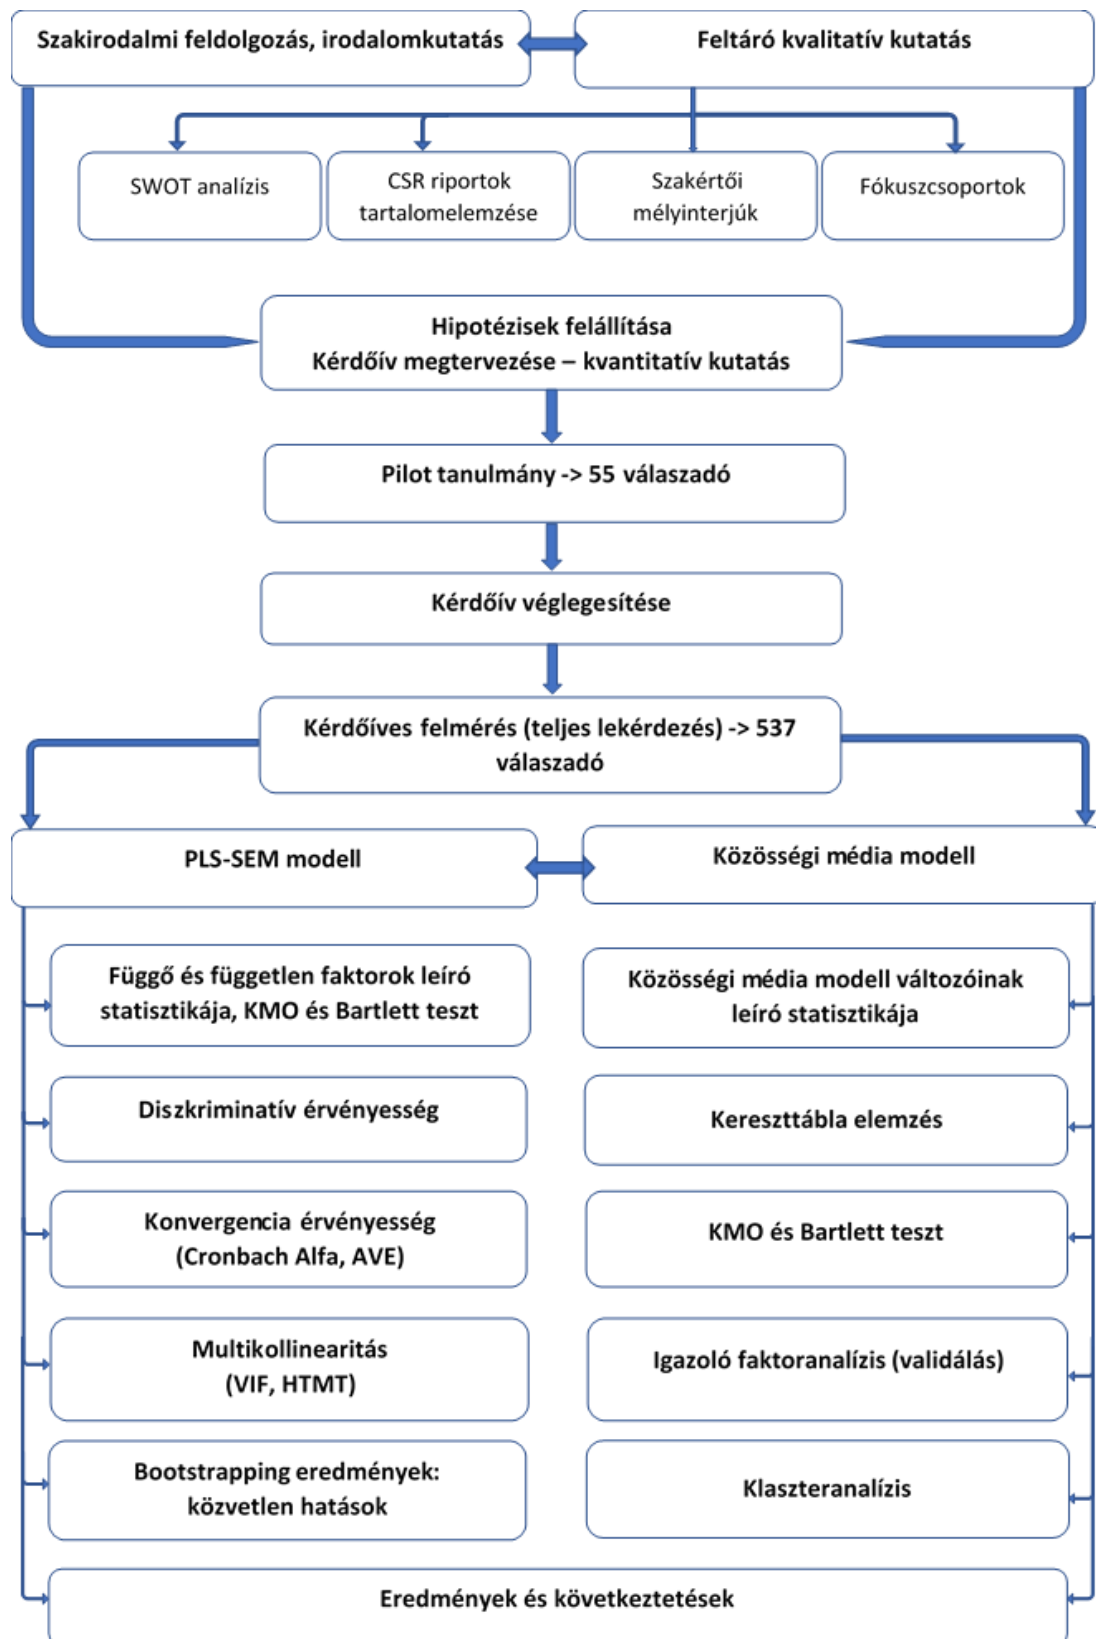 Szakirodalmi feldolgozás, irodalomkutatás
Feltáró kvalitatív kutatás
SWOT analízis
CSR riportok
tartalomelemzése
Szakértői
mélyinterjúk
Fókuszcsoportok
Hipotézisek felállítása
Kérdőív megtervezése – kvantitatív kutatás
Pilot tanulmány -> 55 válaszadó
Kérdőív véglegesítése
Kérdőíves felmérés (teljes lekérdezés) -> 537
válaszadó
PLS-SEM modell
Közösségi média modell
Függő és független faktorok leíró
statisztikája, KMO és Bartlett teszt
Közösségi média modell változóinak
leíró statisztikája
Diszkriminatív érvényesség
Kereszttábla elemzés
Konvergencia érvényesség
(Cronbach Alfa, AVE)
KMO és Bartlett teszt
Multikollinearitás
(VIF, HTMT)
Igazoló faktoranalízis (validálás)
Bootstrapping eredmények:
közvetlen hatások
Klaszteranalízis
Eredmények és következtetések